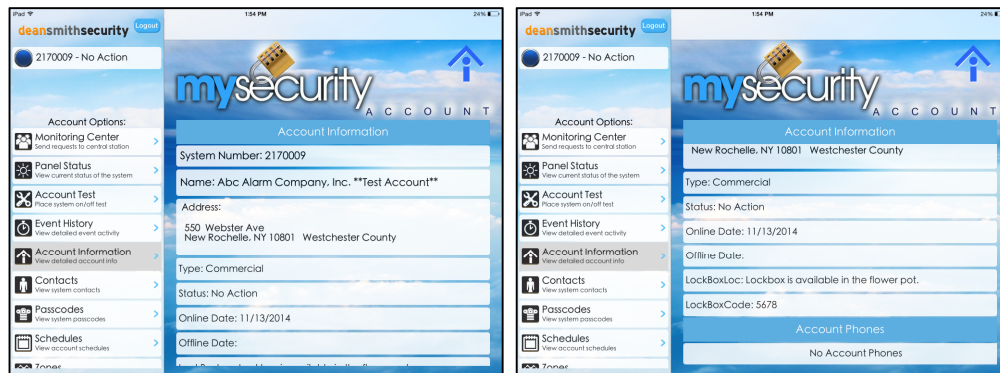 iPad 1:54 PM 24%
deansmithsecurity Logout
2170009 - No Action
Account Options:
Monitoring Center
Send requests to central station
Panel Status
View current status of the system
Account Test
Place system on/off test
Event History
View detailed event activity
Account Information
View detailed account info
Contacts
View system contacts
Passcodes
View system passcodes
Schedules
View account schedules
Zones
mysecurity
ACCOUNT
Account Information
System Number: 2170009
Name: Abc Alarm Company, Inc. **Test Account**
Address:
550 Webster Ave
New Rochelle, NY 10801 Westchester County
Type: Commercial
Status: No Action
Online Date: 11/13/2014
Offline Date:
iPad 1:54 PM 24%
deansmithsecurity Logout
2170009 - No Action
Account Options:
Monitoring Center
Send requests to central station
Panel Status
View current status of the system
Account Test
Place system on/off test
Event History
View detailed event activity
Account Information
View detailed account info
Contacts
View system contacts
Passcodes
View system passcodes
Schedules
View account schedules
Zones
mysecurity
ACCOUNT
Account Information
New Rochelle, NY 10801 Westchester County
Type: Commercial
Status: No Action
Online Date: 11/13/2014
Offline Date:
LockBoxLoc: Lockbox is available in the flower pot.
LockBoxCode: 5678
Account Phones
No Account Phones